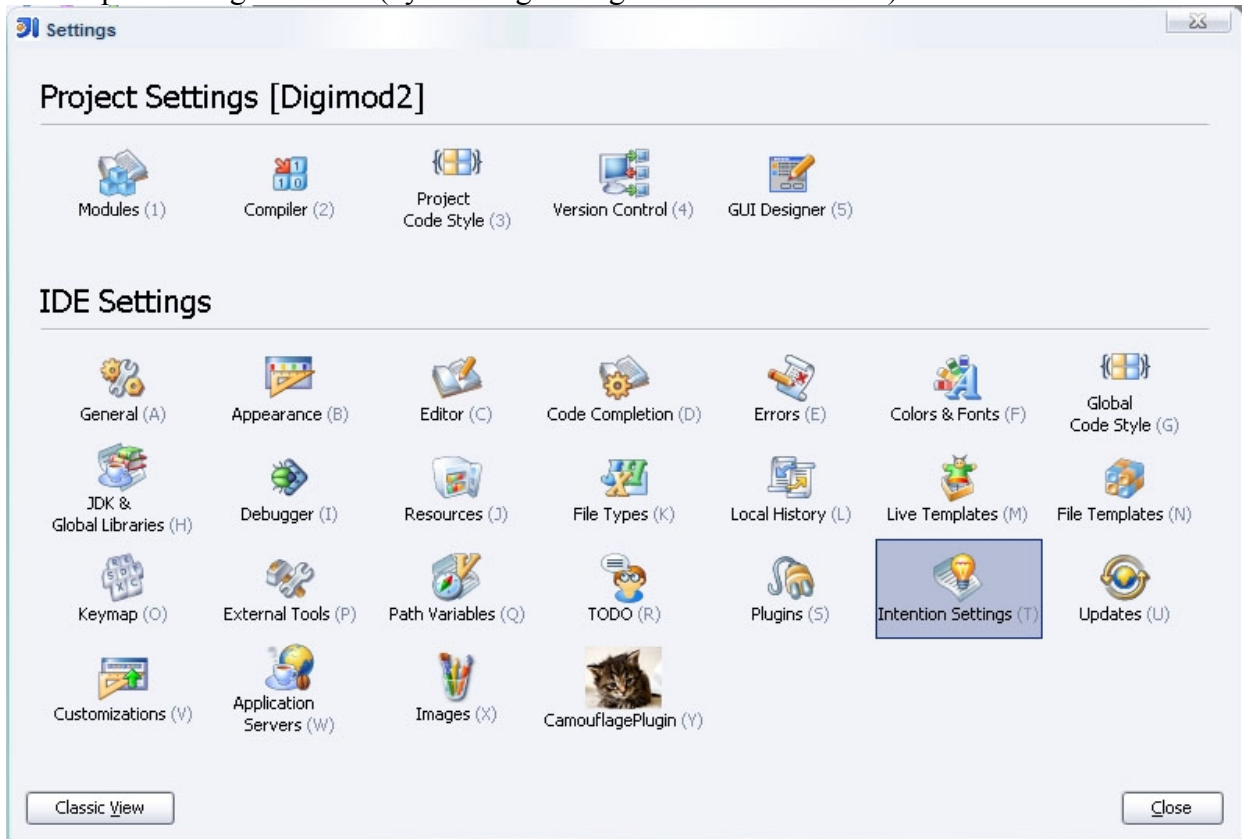 Settings
Project Settings [Digimod2]
Modules (1)
Compiler (2)
Project
Code Style (3)
Version Control (4)
GUI Designer (5)
IDE Settings
General (A)
Appearance (B)
Editor (C)
Code Completion (D)
Errors (E)
Colors & Fonts (F)
Global
Code Style (G)
JDK &
Global Libraries (H)
Debugger (I)
Resources (J)
File Types (K)
Local History (L)
Live Templates (M)
File Templates (N)
Keymap (O)
External Tools (P)
Path Variables (Q)
TODO (R)
Plugins (S)
Intention Settings (T)
Updates (U)
Customizations (V)
Application
Servers (W)
Images (X)
CamouflagePlugin (Y)
Classic View
Close